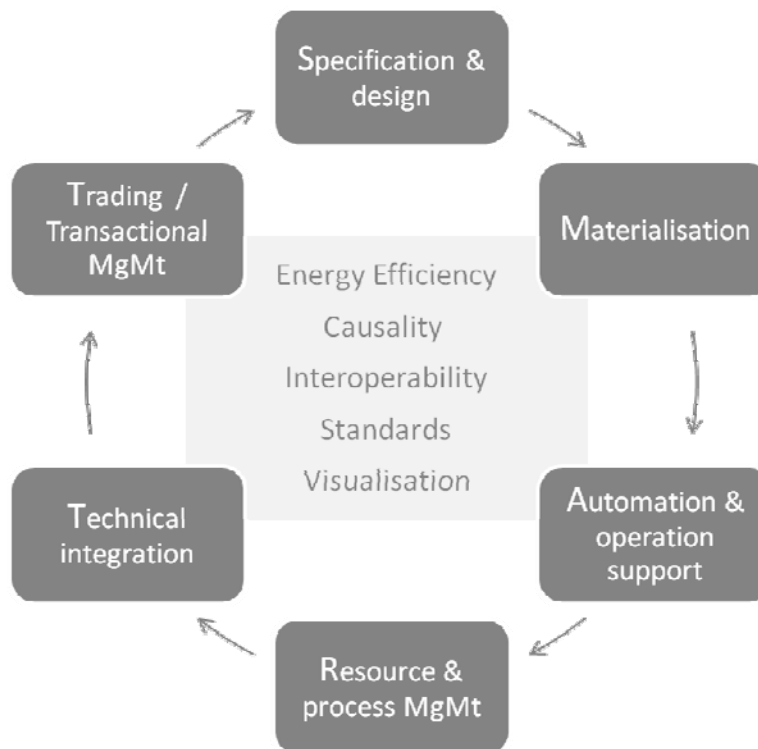 Specification &
design
Trading /
Transactional
MgMt
Materialisation
Energy Efficiency
Causality
Interoperability
Standards
Visualisation
Technical
integration
Automation &
operation
support
Resource &
process MgMt